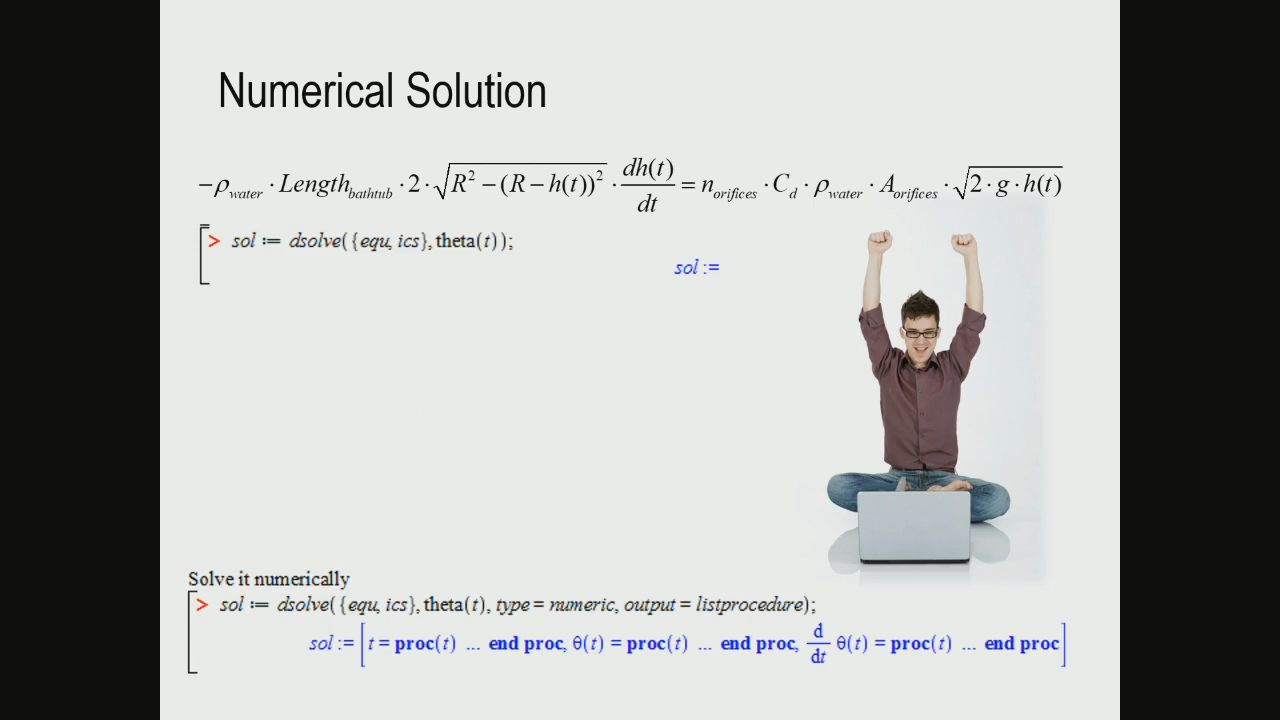 Numerical Solution
−ρ_water · Length_bathtub · 2 · √(R² − (R − h(t))²) · dh(t)/dt = n_orifices · C_d · ρ_water · A_orifices · √(2 · g · h(t))
> sol := dsolve({equ, ics}, theta(t));
sol :=
Solve it numerically
> sol := dsolve({equ, ics}, theta(t), type = numeric, output = listprocedure);
sol := [t = proc(t) ... end proc, θ(t) = proc(t) ... end proc, d/dt θ(t) = proc(t) ... end proc]